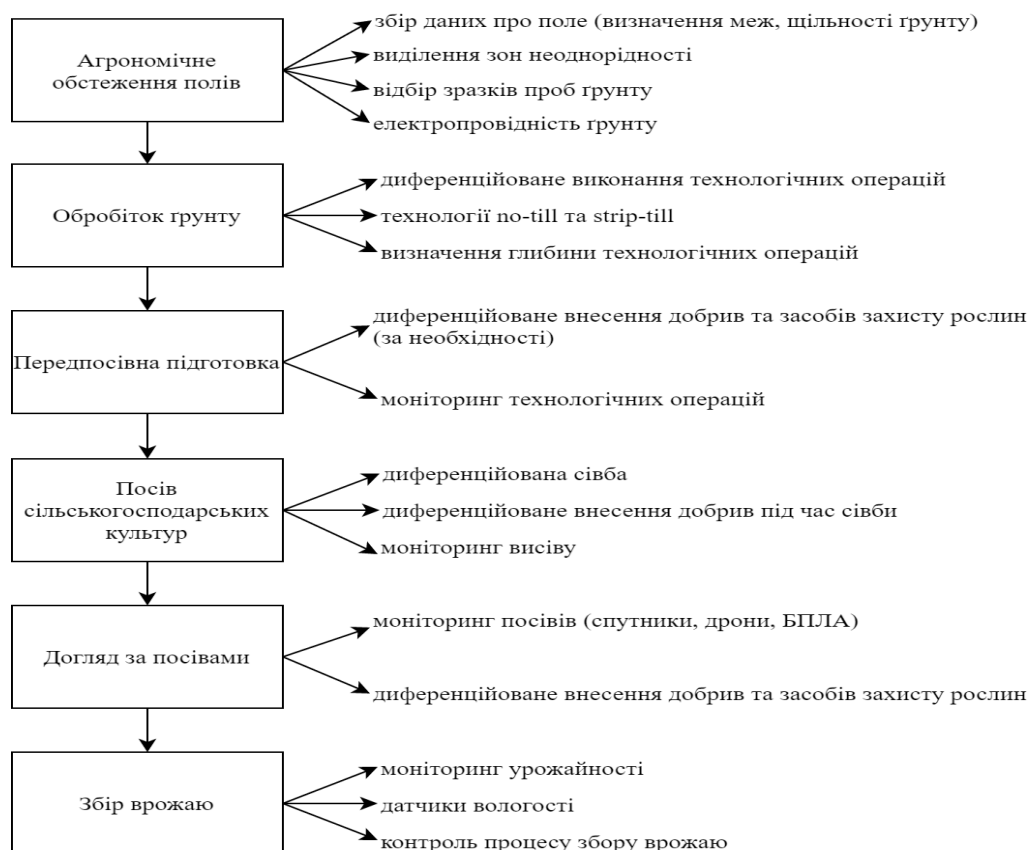 Агрономічне
обстеження полів
збір даних про поле (визначення меж, щільності ґрунту)
виділення зон неоднорідності
відбір зразків проб ґрунту
електропровідність ґрунту
Обробіток ґрунту
диференційоване виконання технологічних операцій
технології no-till та strip-till
визначення глибини технологічних операцій
Передпосівна підготовка
диференційоване внесення добрив та засобів захисту рослин
(за необхідності)
моніторинг технологічних операцій
Посів
сільськогосподарських
культур
диференційована сівба
диференційоване внесення добрив під час сівби
моніторинг висіву
Догляд за посівами
моніторинг посівів (спутники, дрони, БПЛА)
диференційоване внесення добрив та засобів захисту рослин
Збір врожаю
моніторинг урожайності
датчики вологості
контроль процесу збору врожаю